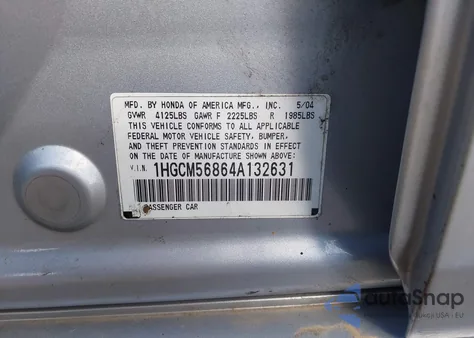 MFD. BY HONDA OF AMERICA MFG., INC. 5/04
GVWR 4125LBS GAWR F 2225LBS R 1985LBS
THIS VEHICLE CONFORMS TO ALL APPLICABLE
FEDERAL MOTOR VEHICLE SAFETY, BUMPER,
AND THEFT PREVENTION STANDARDS IN EFFECT
ON THE DATE OF MANUFACTURE SHOWN ABOVE.
V.I.N. 1HGCM56864A132631
PASSENGER CAR
AutoSnap